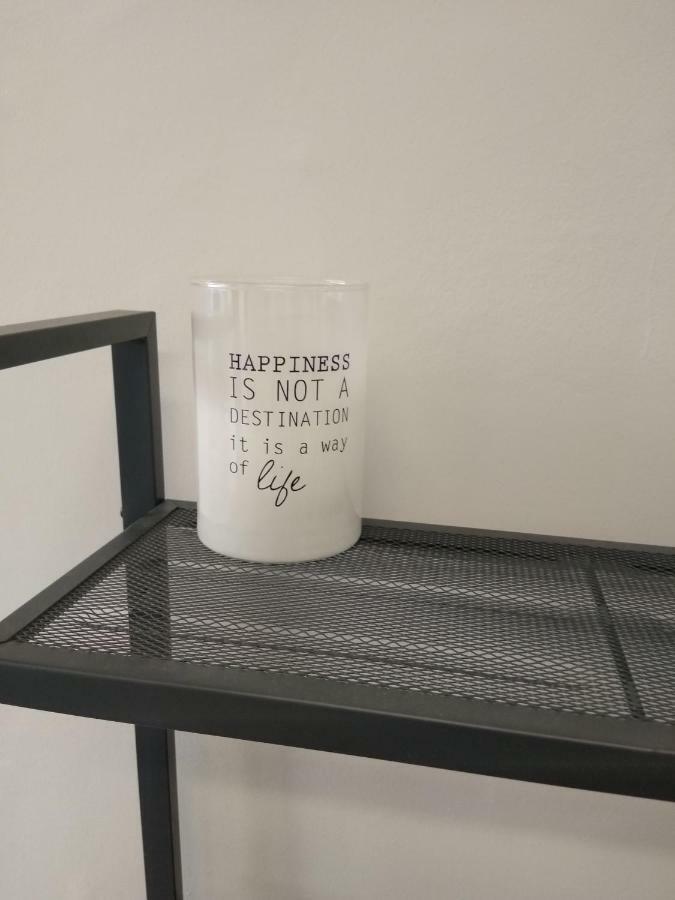 HAPPINESS
IS NOT A
DESTINATION
it is a way
of life